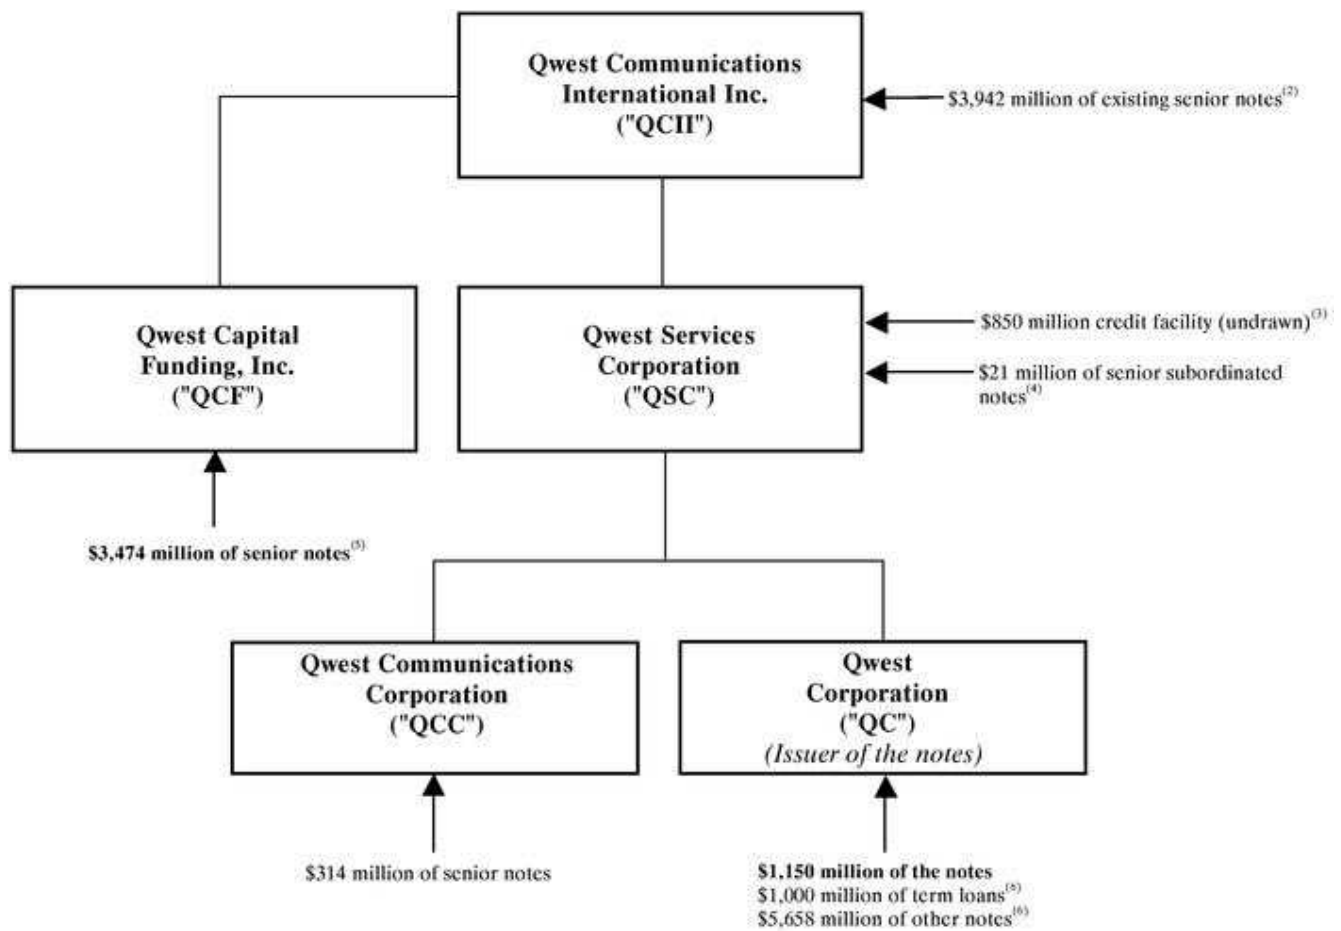 Qwest Communications
International Inc.
("QCII")
$3,942 million of existing senior notes(2)
Qwest Capital
Funding, Inc.
("QCF")
Qwest Services
Corporation
("QSC")
$850 million credit facility (undrawn)(3)
$21 million of senior subordinated
notes(4)
$3,474 million of senior notes(5)
Qwest Communications
Corporation
("QCC")
Qwest
Corporation
("QC")
(Issuer of the notes)
$314 million of senior notes
$1,150 million of the notes
$1,000 million of term loans(6)
$5,658 million of other notes(6)